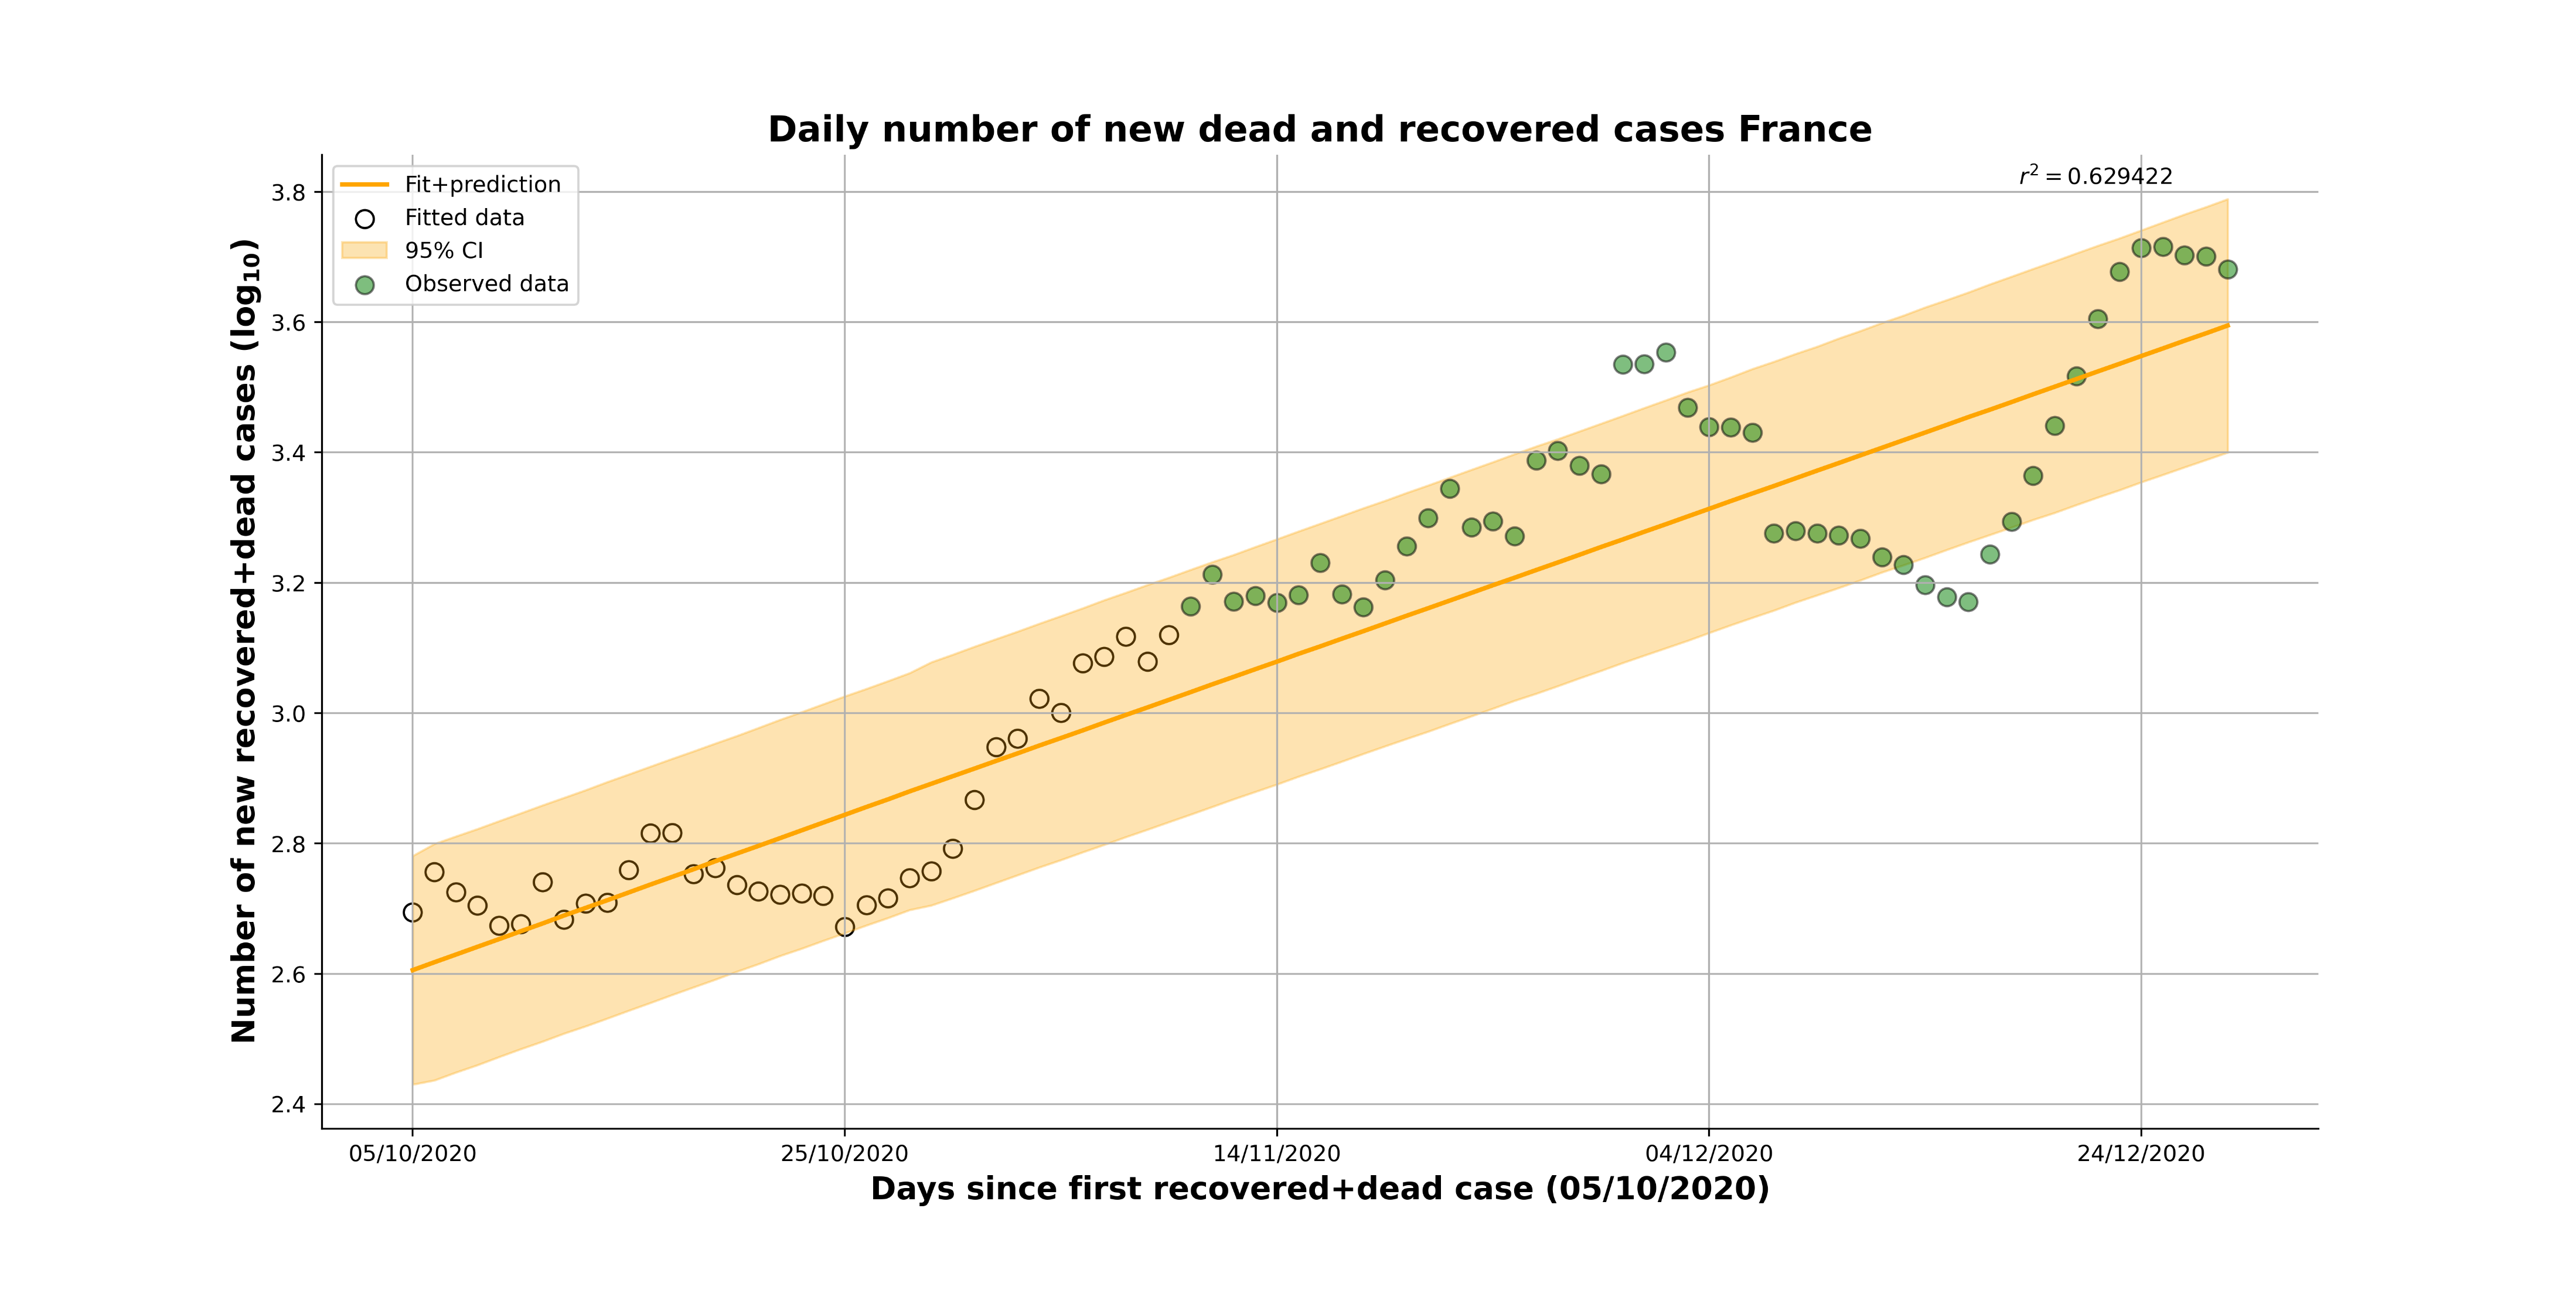 Daily number of new dead and recovered cases France
r² = 0.629422
Fit+prediction
Fitted data
95% CI
Observed data
Number of new recovered+dead cases (log₁₀)
3.8
3.6
3.4
3.2
3.0
2.8
2.6
2.4
05/10/2020 25/10/2020 14/11/2020 04/12/2020 24/12/2020
Days since first recovered+dead case (05/10/2020)